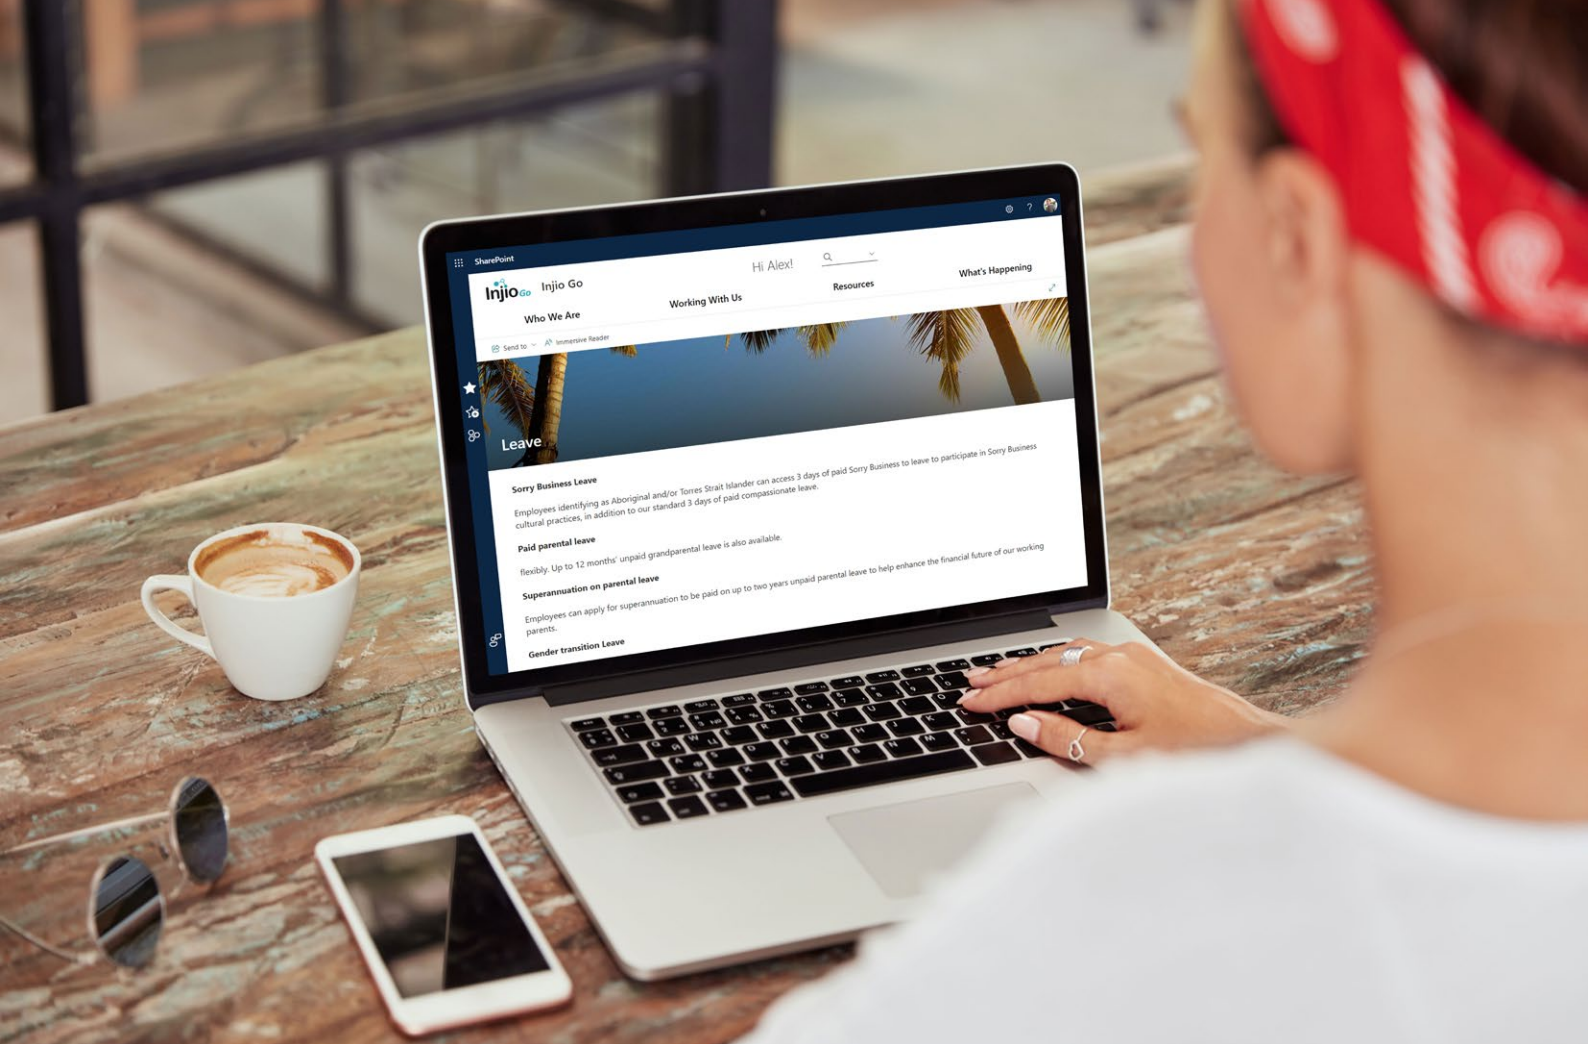 SharePoint
?
Injio Go
Injio Go
Hi Alex!
Who We Are
Working With Us
Resources
What's Happening
Send to
Immersive Reader
Leave
Sorry Business Leave
Employees identifying as Aboriginal and/or Torres Strait Islander can access 3 days of paid Sorry Business to leave to participate in Sorry Business
cultural practices, in addition to our standard 3 days of paid compassionate leave.
Paid parental leave
flexibly. Up to 12 months' unpaid grandparental leave is also available.
Superannuation on parental leave
Employees can apply for superannuation to be paid on up to two years unpaid parental leave to help enhance the financial future of our working
parents.
Gender transition Leave